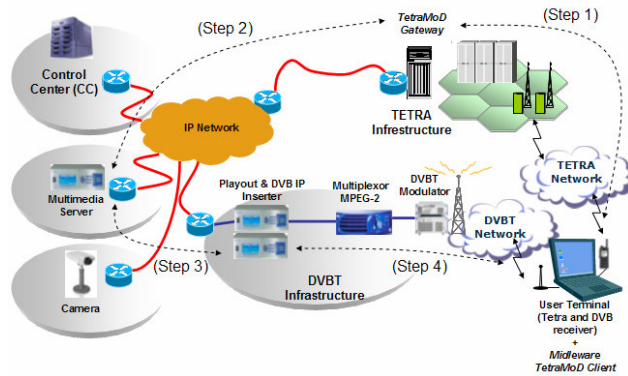 (Step 2)
TetraMoD
Gateway
(Step 1)
Control
Center (CC)
TETRA
Infrestructure
IP Network
TETRA
Network
Multimedia
Server
Playout & DVB IP
Inserter
Multiplexor
MPEG-2
DVBT
Modulator
DVBT
Network
(Step 3)
(Step 4)
DVBT
Infrastructure
Camera
User Terminal
(Tetra and DVB
receiver)
+
Midleware
TetraMoD Client